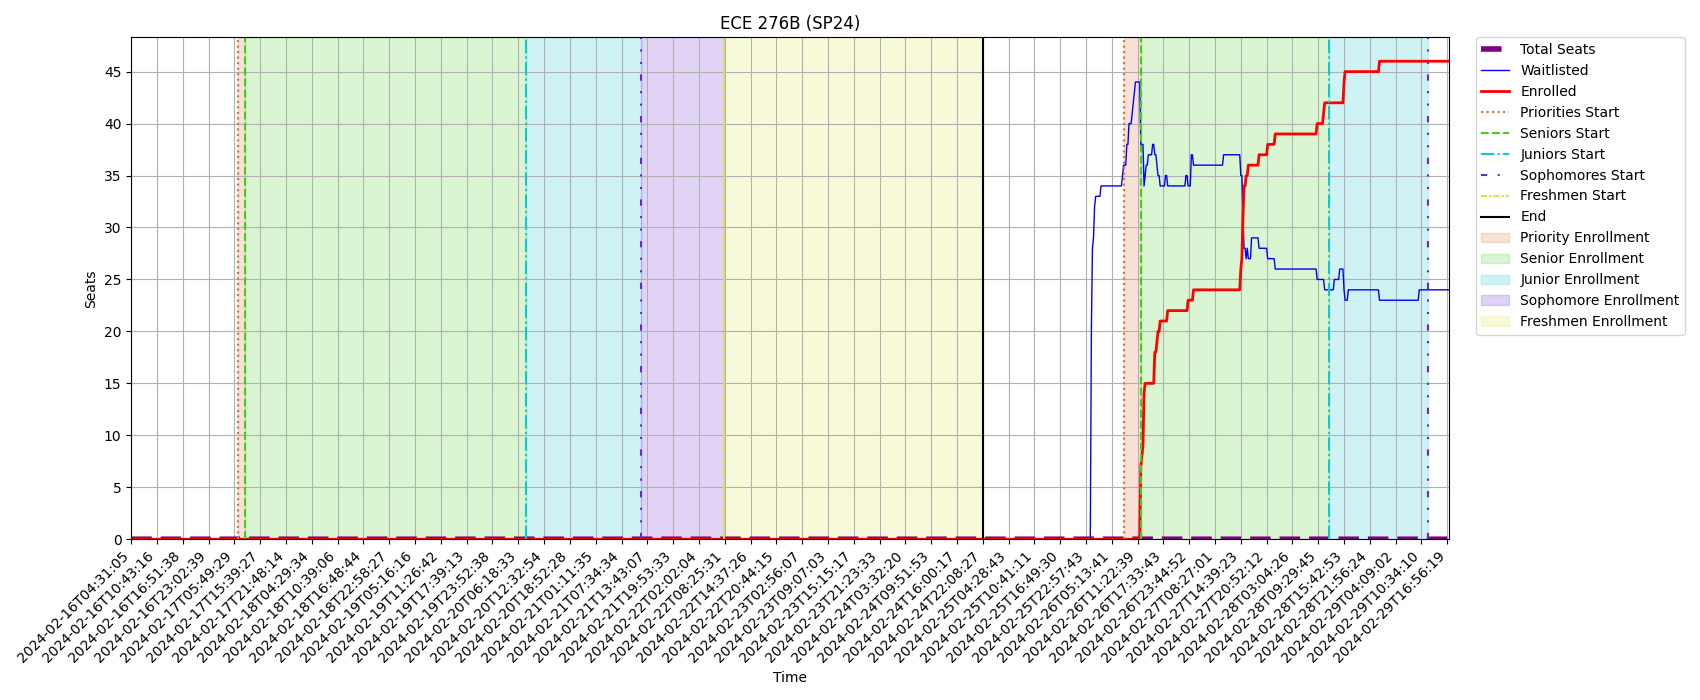 ECE 276B (SP24)
Seats
45
40
35
30
25
20
15
10
5
0
2024-02-16T04:31:05
2024-02-16T10:43:16
2024-02-16T16:51:38
2024-02-16T23:02:39
2024-02-17T05:49:29
2024-02-17T15:39:27
2024-02-17T21:48:14
2024-02-18T04:29:34
2024-02-18T10:39:06
2024-02-18T16:48:44
2024-02-18T22:58:27
2024-02-19T05:16:16
2024-02-19T11:26:42
2024-02-19T17:39:13
2024-02-19T23:52:38
2024-02-20T06:18:33
2024-02-20T12:32:54
2024-02-20T18:52:28
2024-02-21T01:11:35
2024-02-21T07:34:34
2024-02-21T13:43:07
2024-02-21T19:53:33
2024-02-22T02:02:04
2024-02-22T08:25:31
2024-02-22T14:37:26
2024-02-22T20:44:15
2024-02-23T02:56:07
2024-02-23T09:07:03
2024-02-23T15:15:17
2024-02-23T21:23:33
2024-02-24T03:32:20
2024-02-24T09:51:53
2024-02-24T16:00:17
2024-02-24T22:08:27
2024-02-25T04:28:43
2024-02-25T10:41:11
2024-02-25T16:49:30
2024-02-25T22:57:43
2024-02-26T05:13:41
2024-02-26T11:22:39
2024-02-26T17:33:43
2024-02-26T23:44:52
2024-02-27T08:27:01
2024-02-27T14:39:23
2024-02-27T20:52:12
2024-02-28T03:04:26
2024-02-28T09:29:45
2024-02-28T15:42:53
2024-02-28T21:56:24
2024-02-29T04:09:02
2024-02-29T10:34:10
2024-02-29T16:56:19
Time
Total Seats
Waitlisted
Enrolled
Priorities Start
Seniors Start
Juniors Start
Sophomores Start
Freshmen Start
End
Priority Enrollment
Senior Enrollment
Junior Enrollment
Sophomore Enrollment
Freshmen Enrollment